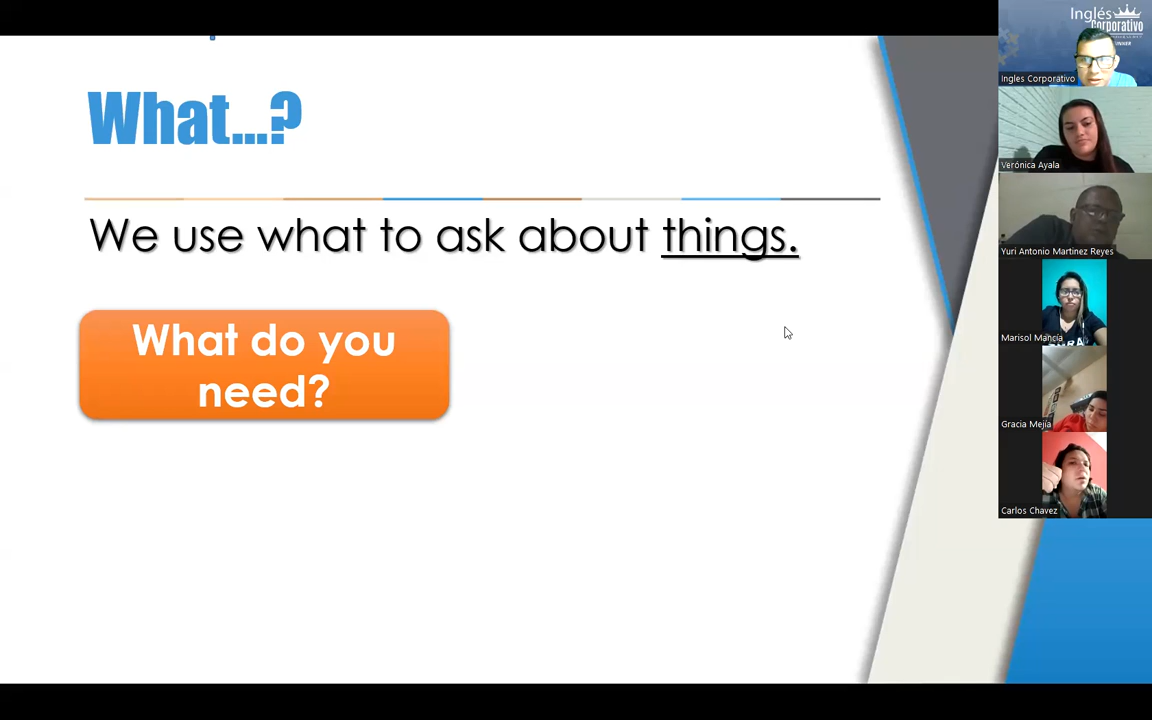 What...?
We use what to ask about things.
What do you
need?
Inglés
Corporativo
Ingles Corporativo
Verónica Ayala
Yuri Antonio Martinez Reyes
Marisol Mancía
Gracia Mejía
Carlos Chavez